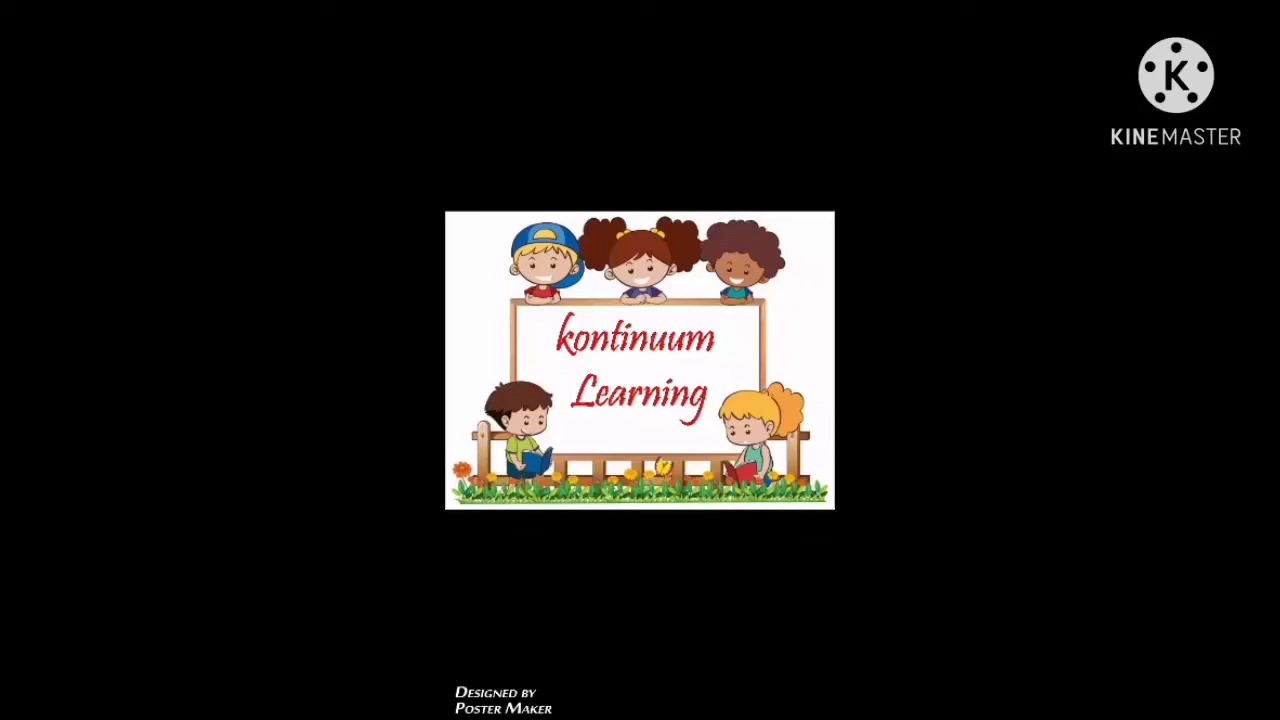 K
KINEMASTER
kontinuum
Learning
DESIGNED BY
POSTER MAKER